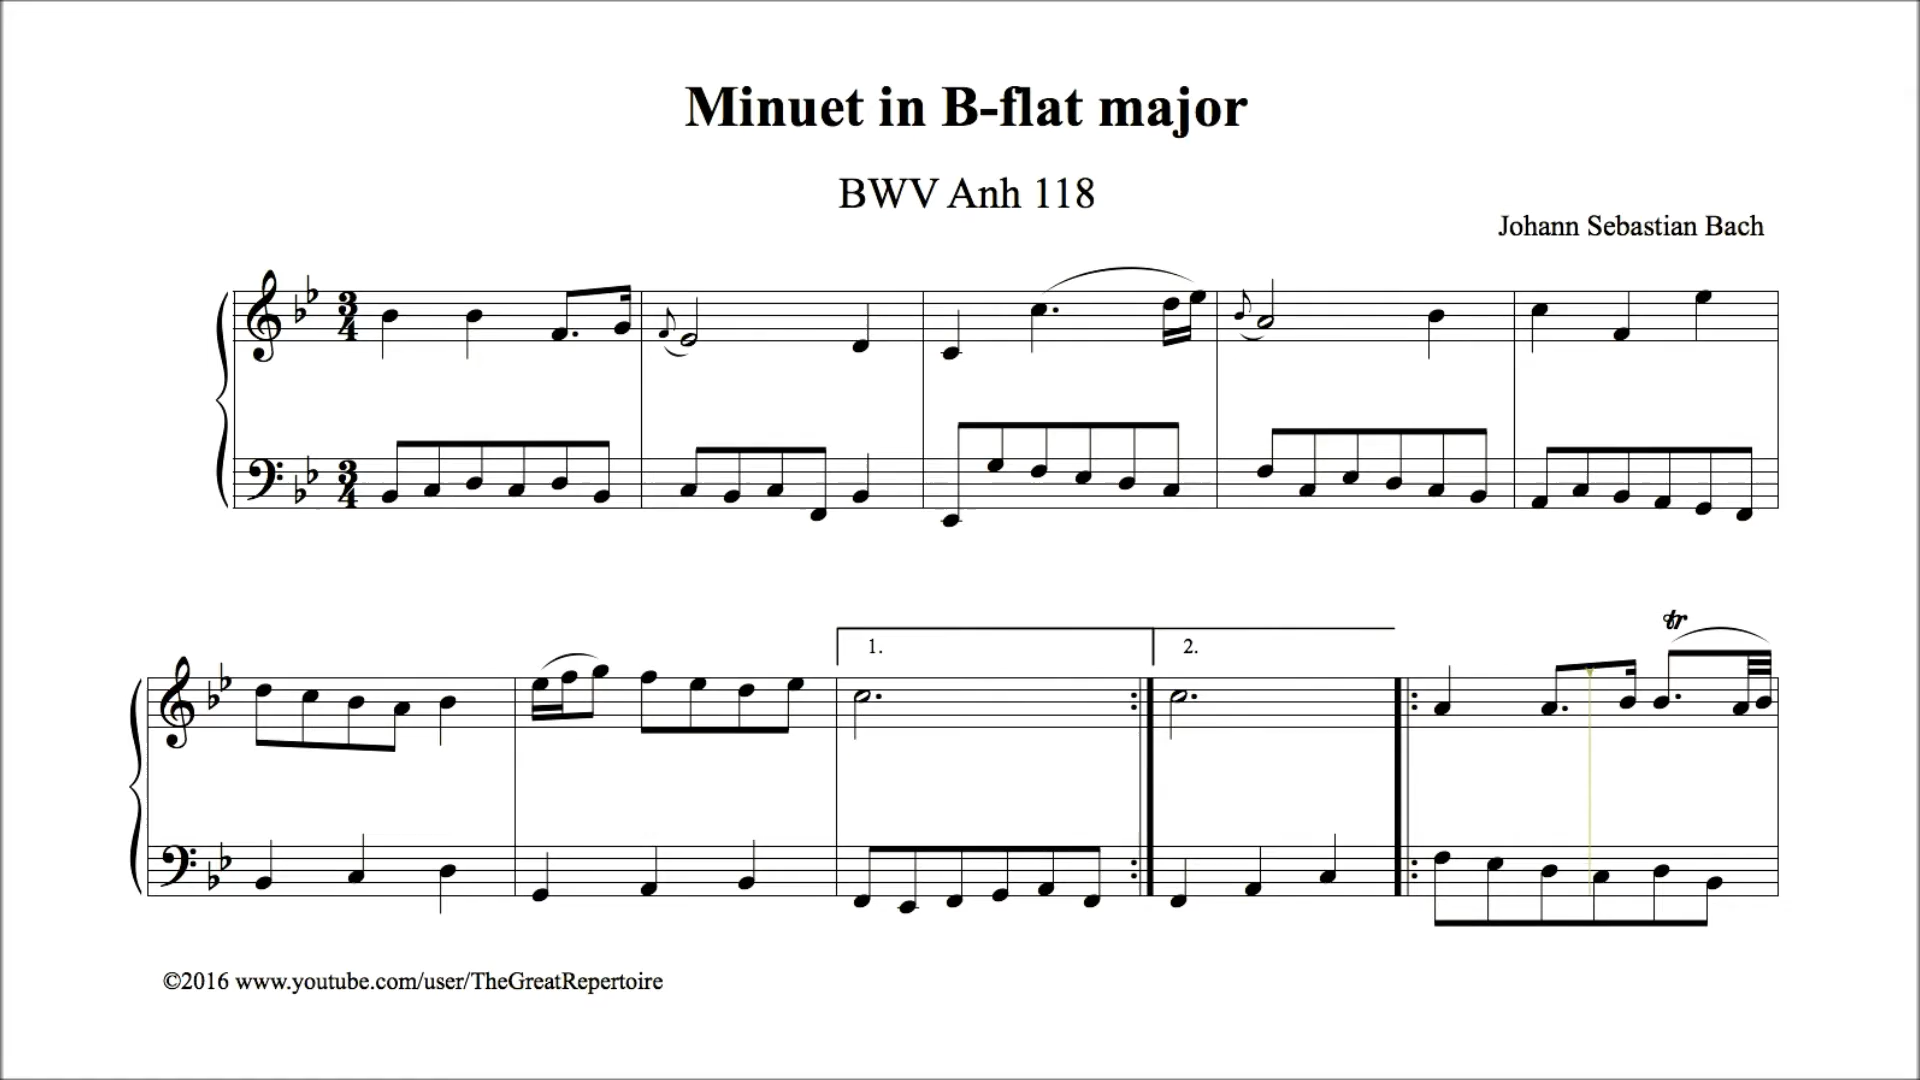 Minuet in B-flat major
BWV Anh 118
Johann Sebastian Bach
3
4
3
4
1.
2.
tr
©2016 www.youtube.com/user/TheGreatRepertoire